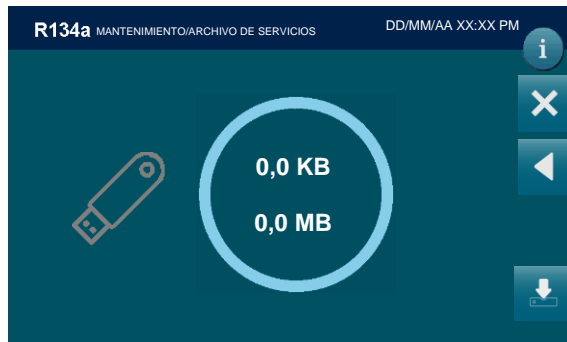 R134a MANTENIMIENTO/ARCHIVO DE SERVICIOS DD/MM/AA XX:XX PM
i
0,0 KB
0,0 MB